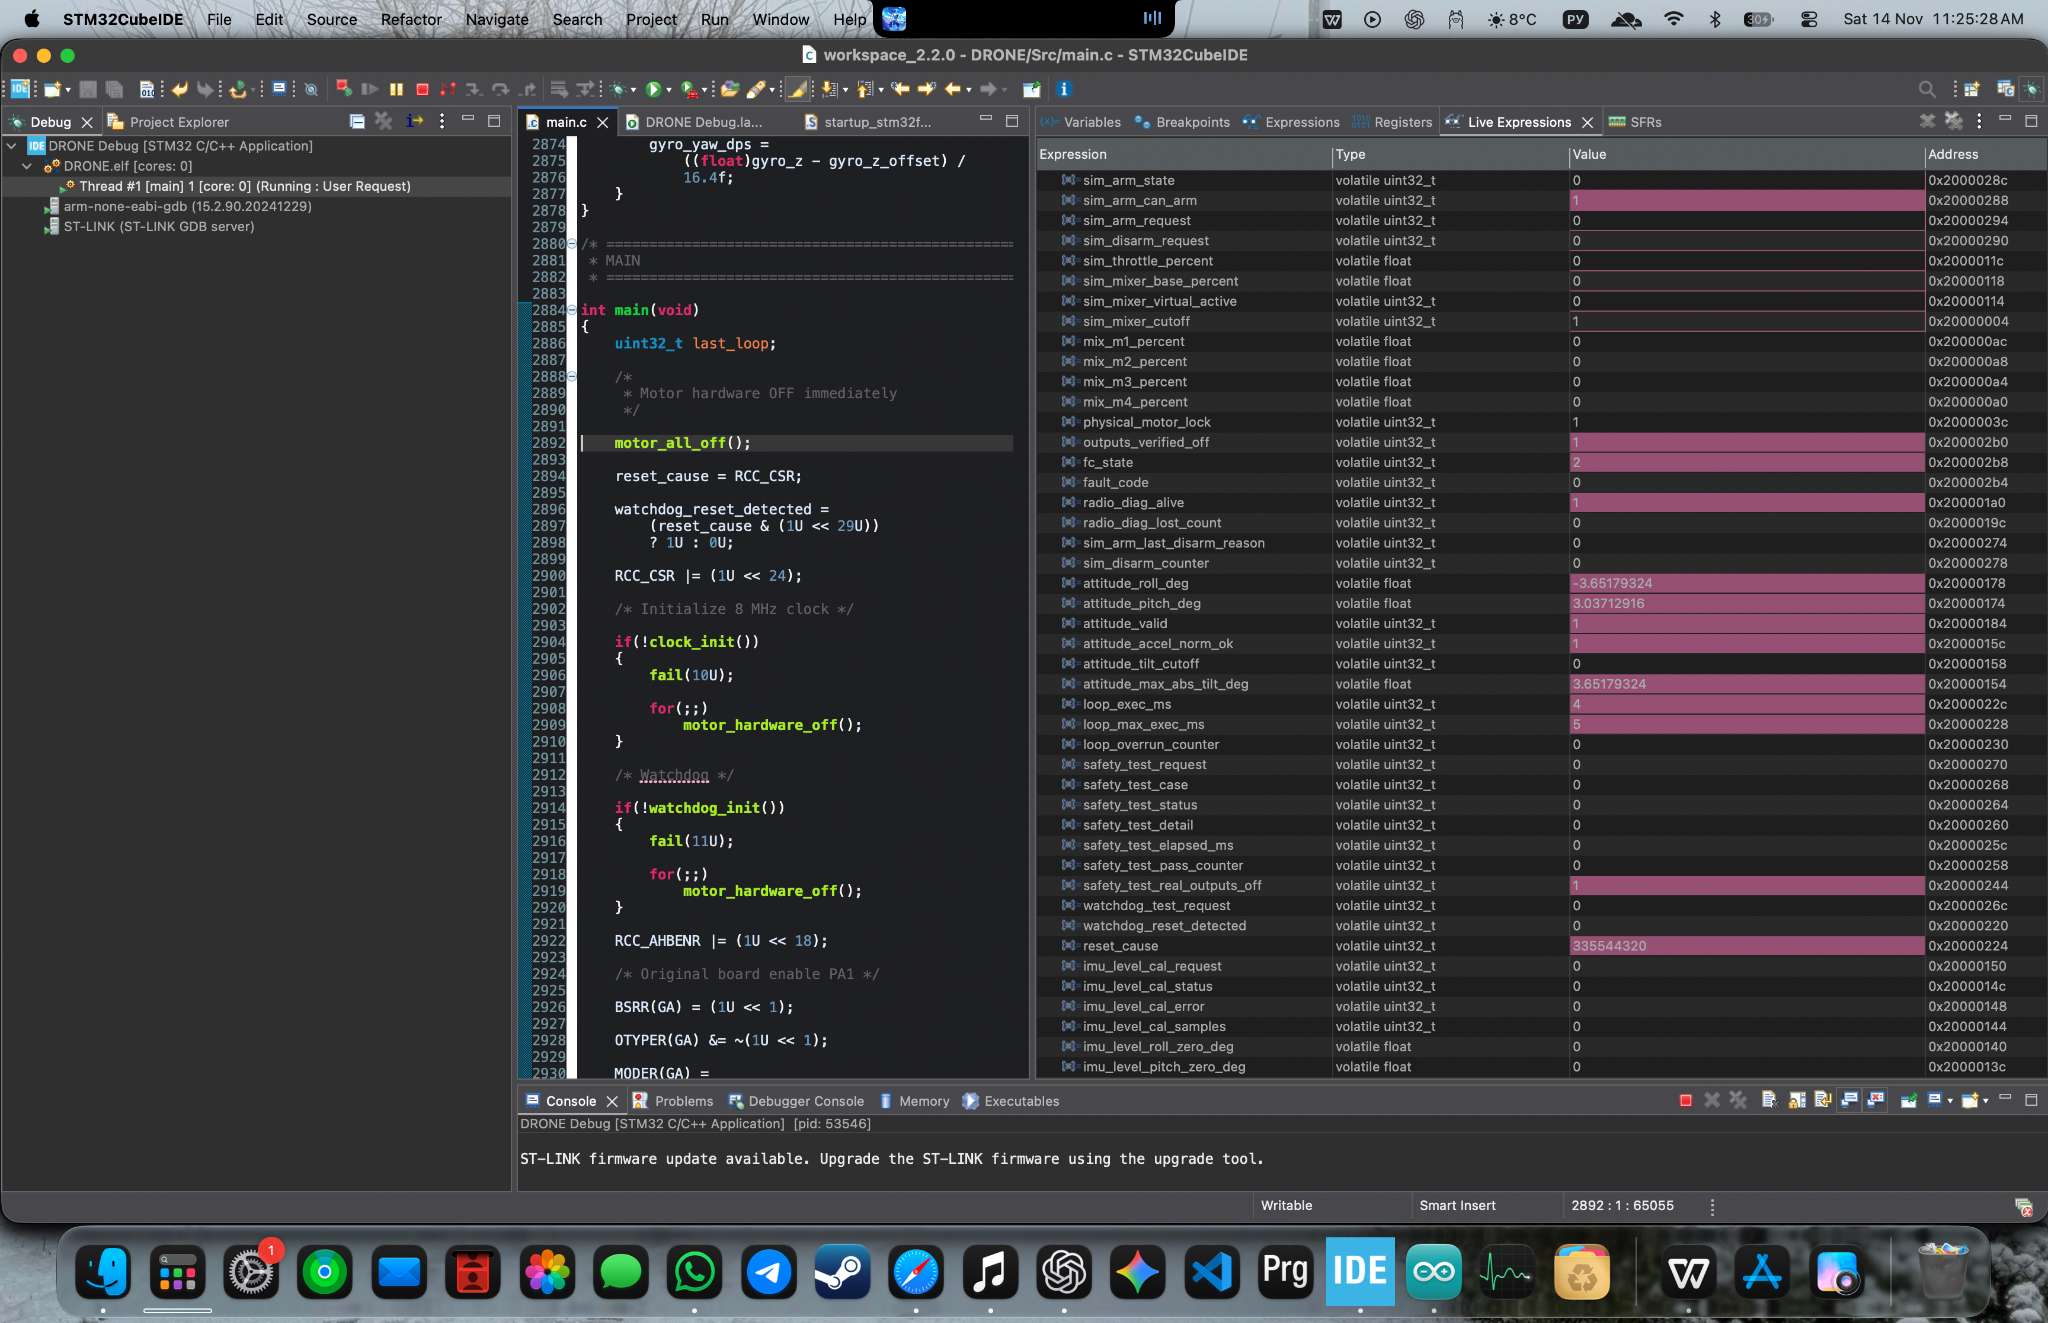 STM32CubeIDE File Edit Source Refactor Navigate Search Project Run Window Help
8°C РУ 30 Sat 14 Nov 11:25:28 AM
workspace_2.2.0 - DRONE/Src/main.c - STM32CubeIDE
Debug Project Explorer
IDE DRONE Debug [STM32 C/C++ Application]
DRONE.elf [cores: 0]
Thread #1 [main] 1 [core: 0] (Running : User Request)
arm-none-eabi-gdb (15.2.90.20241229)
ST-LINK (ST-LINK GDB server)
main.c DRONE Debug.la... startup_stm32f...
2874 gyro_yaw_dps =
2875 ((float)gyro_z - gyro_z_offset) /
2876 16.4f;
2877 }
2878 }
2879
2880 /* ================================================
2881 * MAIN
2882 * ================================================
2883
2884 int main(void)
2885 {
2886 uint32_t last_loop;
2887
2888 /*
2889 * Motor hardware OFF immediately
2890 */
2891
2892 motor_all_off();
2893
2894 reset_cause = RCC_CSR;
2895
2896 watchdog_reset_detected =
2897 (reset_cause & (1U << 29U))
2898 ? 1U : 0U;
2899
2900 RCC_CSR |= (1U << 24);
2901
2902 /* Initialize 8 MHz clock */
2903
2904 if(!clock_init())
2905 {
2906 fail(10U);
2907
2908 for(;;)
2909 motor_hardware_off();
2910 }
2911
2912 /* Watchdog */
2913
2914 if(!watchdog_init())
2915 {
2916 fail(11U);
2917
2918 for(;;)
2919 motor_hardware_off();
2920 }
2921
2922 RCC_AHBENR |= (1U << 18);
2923
2924 /* Original board enable PA1 */
2925
2926 BSRR(GA) = (1U << 1);
2927
2928 OTYPER(GA) &= ~(1U << 1);
2929
2930 MODER(GA) =
Variables Breakpoints Expressions Registers Live Expressions SFRs
Expression Type Value Address
sim_arm_state volatile uint32_t 0 0x2000028c
sim_arm_can_arm volatile uint32_t 1 0x20000288
sim_arm_request volatile uint32_t 0 0x20000294
sim_disarm_request volatile uint32_t 0 0x20000290
sim_throttle_percent volatile float 0 0x2000011c
sim_mixer_base_percent volatile float 0 0x20000118
sim_mixer_virtual_active volatile uint32_t 0 0x20000114
sim_mixer_cutoff volatile uint32_t 1 0x20000004
mix_m1_percent volatile float 0 0x200000ac
mix_m2_percent volatile float 0 0x200000a8
mix_m3_percent volatile float 0 0x200000a4
mix_m4_percent volatile float 0 0x200000a0
physical_motor_lock volatile uint32_t 1 0x2000003c
outputs_verified_off volatile uint32_t 1 0x200002b0
fc_state volatile uint32_t 2 0x200002b8
fault_code volatile uint32_t 0 0x200002b4
radio_diag_alive volatile uint32_t 1 0x200001a0
radio_diag_lost_count volatile uint32_t 0 0x2000019c
sim_arm_last_disarm_reason volatile uint32_t 0 0x20000274
sim_disarm_counter volatile uint32_t 0 0x20000278
attitude_roll_deg volatile float -3.65179324 0x20000178
attitude_pitch_deg volatile float 3.03712916 0x20000174
attitude_valid volatile uint32_t 1 0x20000184
attitude_accel_norm_ok volatile uint32_t 1 0x2000015c
attitude_tilt_cutoff volatile uint32_t 0 0x20000158
attitude_max_abs_tilt_deg volatile float 3.65179324 0x20000154
loop_exec_ms volatile uint32_t 4 0x2000022c
loop_max_exec_ms volatile uint32_t 5 0x20000228
loop_overrun_counter volatile uint32_t 0 0x20000230
safety_test_request volatile uint32_t 0 0x20000270
safety_test_case volatile uint32_t 0 0x20000268
safety_test_status volatile uint32_t 0 0x20000264
safety_test_detail volatile uint32_t 0 0x20000260
safety_test_elapsed_ms volatile uint32_t 0 0x2000025c
safety_test_pass_counter volatile uint32_t 0 0x20000258
safety_test_real_outputs_off volatile uint32_t 1 0x20000244
watchdog_test_request volatile uint32_t 0 0x2000026c
watchdog_reset_detected volatile uint32_t 0 0x20000220
reset_cause volatile uint32_t 335544320 0x20000224
imu_level_cal_request volatile uint32_t 0 0x20000150
imu_level_cal_status volatile uint32_t 0 0x2000014c
imu_level_cal_error volatile uint32_t 0 0x20000148
imu_level_cal_samples volatile uint32_t 0 0x20000144
imu_level_roll_zero_deg volatile float 0 0x20000140
imu_level_pitch_zero_deg volatile float 0 0x2000013c
Console Problems Debugger Console Memory Executables
DRONE Debug [STM32 C/C++ Application] [pid: 53546]
ST-LINK firmware update available. Upgrade the ST-LINK firmware using the upgrade tool.
Writable Smart Insert 2892 : 1 : 65055
1 Prg IDE